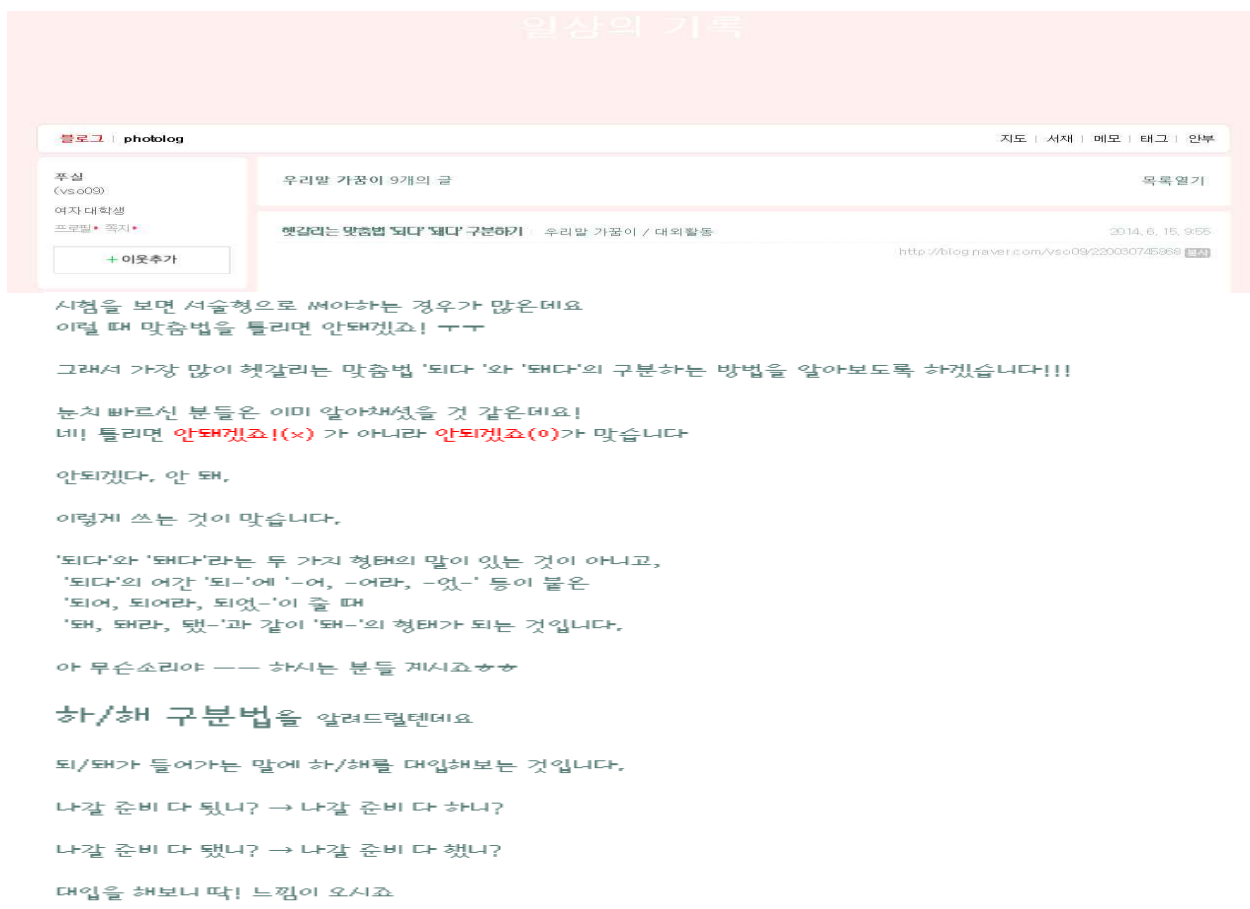 일상의 기록
블로그 | photolog
지도 | 서재 | 메모 | 태그 | 안부
푸실
(vso09)
여자 대학생
프로필 쪽지
+ 이웃추가
우리말 가꿈이 9개의 글
목록열기
헷갈리는 맞춤법 '되다' '돼다' 구분하기 | 우리말 가꿈이 / 대외활동
2014. 6. 15. 9:55
http://blog.naver.com/vso09/220030745868 복사
시험을 보면 서술형으로 써야하는 경우가 많은데요
이럴 때 맞춤법을 틀리면 안돼겠죠! ㅜㅜ
그래서 가장 많이 헷갈리는 맞춤법 '되다 '와 '돼다'의 구분하는 방법을 알아보도록 하겠습니다!!!
눈치 빠르신 분들은 이미 알아채셨을 것 같은데요!
네! 틀리면 안돼겠죠!(x) 가 아니라 안되겠죠(o)가 맞습니다
안되겠다. 안 돼.
이렇게 쓰는 것이 맞습니다.
'되다'와 '돼다'라는 두 가지 형태의 말이 있는 것이 아니고,
'되다'의 어간 '되-'에 '-어, -어라, -었-' 등이 붙은
'되어, 되어라, 되었-'이 줄 때
'돼, 돼라, 됐-'과 같이 '돼-'의 형태가 되는 것입니다.
아 무슨소리야 ㅡㅡ 하시는 분들 계시죠ㅎㅎ
하/해 구분법을 알려드릴텐데요
되/돼가 들어가는 말에 하/해를 대입해보는 것입니다.
나갈 준비 다 됬니? → 나갈 준비 다 하니?
나갈 준비 다 됐니? → 나갈 준비 다 했니?
대입을 해보니 딱! 느낌이 오시죠